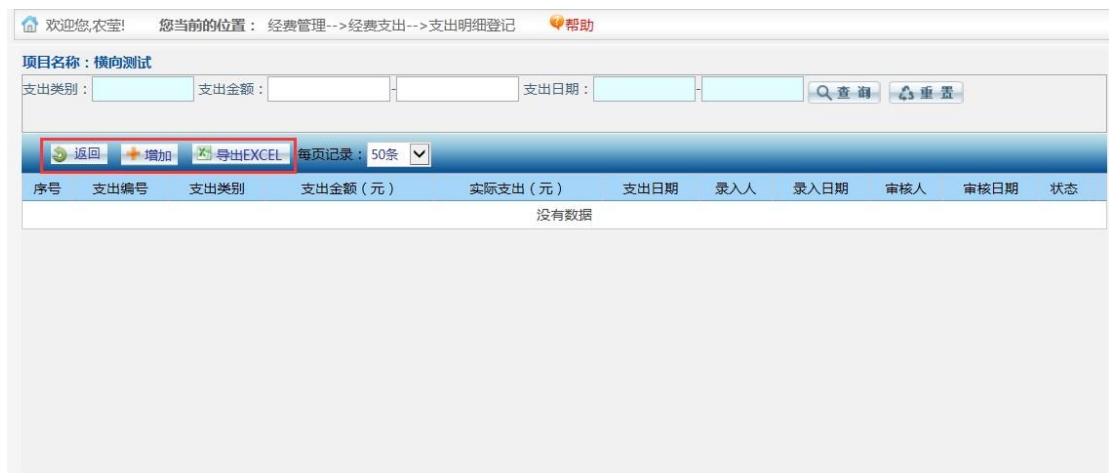 欢迎您,农莹! 您当前的位置： 经费管理-->经费支出-->支出明细登记 帮助
项目名称：横向测试
支出类别： 支出金额： - 支出日期： - 查 询 重 置
返回 增加 导出EXCEL 每页记录： 50条
序号 支出编号 支出类别 支出金额（元） 实际支出（元） 支出日期 录入人 录入日期 审核人 审核日期 状态
没有数据